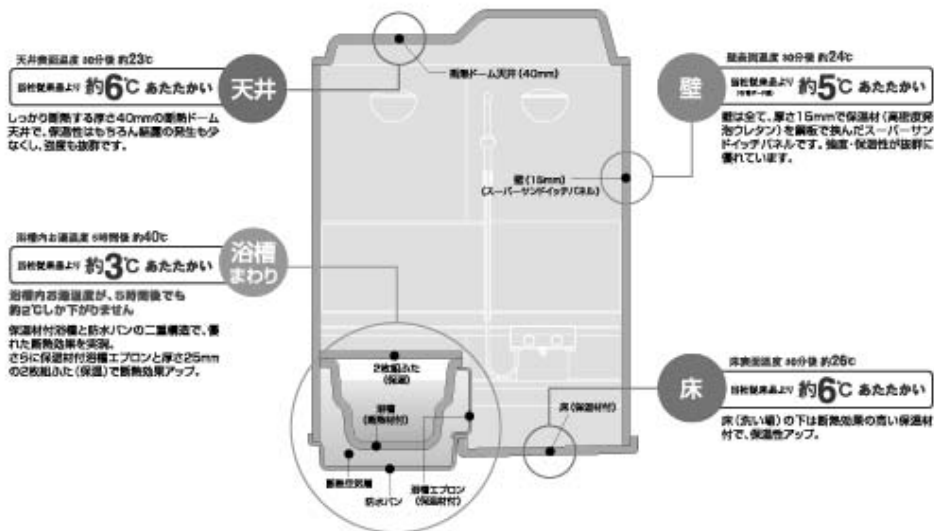 天井表面温度 30分後 約23℃
当社従来品より 約6℃ あたたかい
天井
しっかり断熱する厚さ40mmの断熱ドーム
天井で、保温性はもちろん結露の発生も少
なくし、強度も抜群です。
断熱ドーム天井(40mm)
壁表面温度 30分後 約24℃
当社従来品より 約5℃ あたたかい
壁
壁は全て、厚さ15mmで保温材(高密度発
泡ウレタン)を鋼板で挟んだスーパーサン
ドイッチパネルです。強度・保温性が抜群に
優れています。
壁(15mm)
(スーパーサンドイッチパネル)
浴槽内お湯温度 5時間後 約40℃
当社従来品より 約3℃ あたたかい
浴槽
まわり
浴槽内お湯温度が、5時間後でも
約2℃しか下がりません
保温材付浴槽と防水パンの二重構造で、優
れた断熱効果を実現。
さらに保温材付浴槽エプロンと厚さ25mm
の2枚組ふた(保温)で断熱効果アップ。
2枚組ふた
(保温)
浴槽
(断熱材付)
断熱空気層
防水パン
浴槽エプロン
(保温材付)
床(保温材付)
床表面温度 30分後 約26℃
当社従来品より 約6℃ あたたかい
床
床(洗い場)の下は断熱効果の高い保温材
付で、保温性アップ。